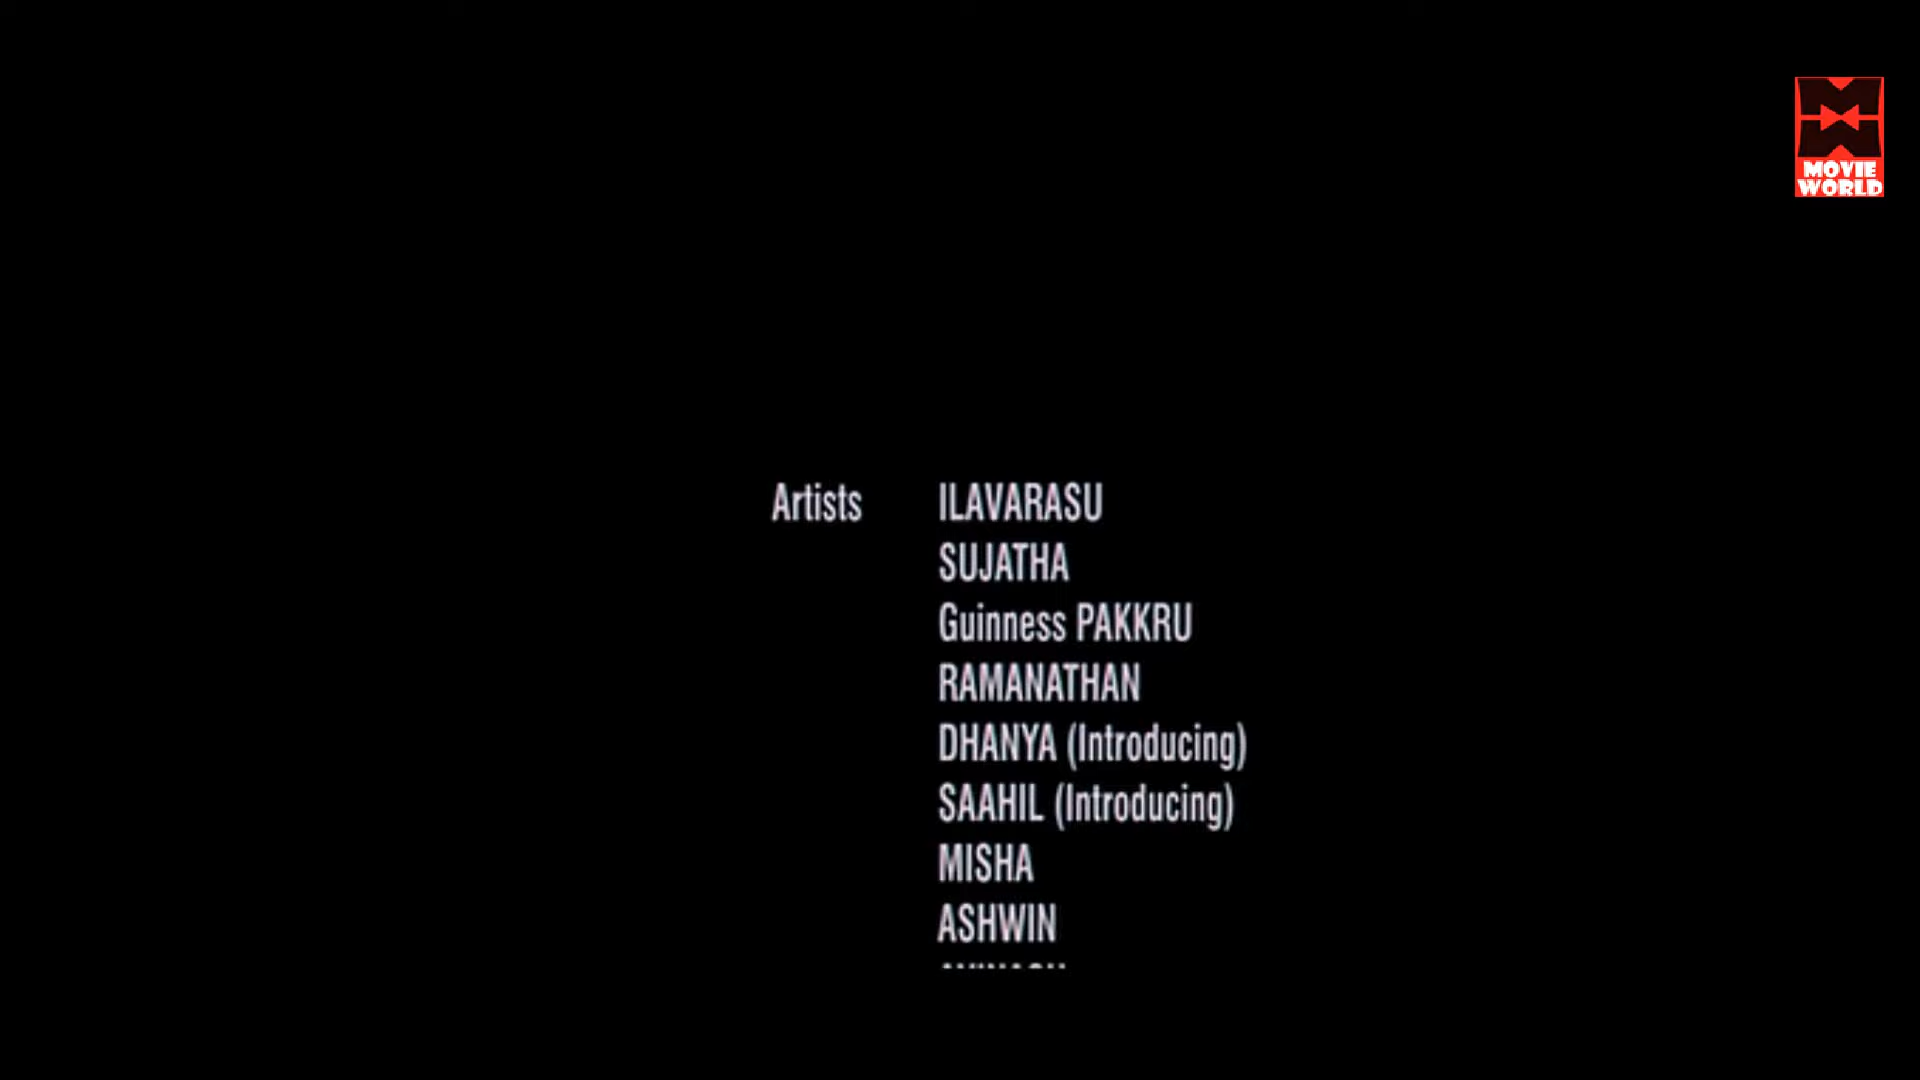 MOVIE
WORLD
Artists ILAVARASU
SUJATHA
Guinness PAKKRU
RAMANATHAN
DHANYA (Introducing)
SAAHIL (Introducing)
MISHA
ASHWIN